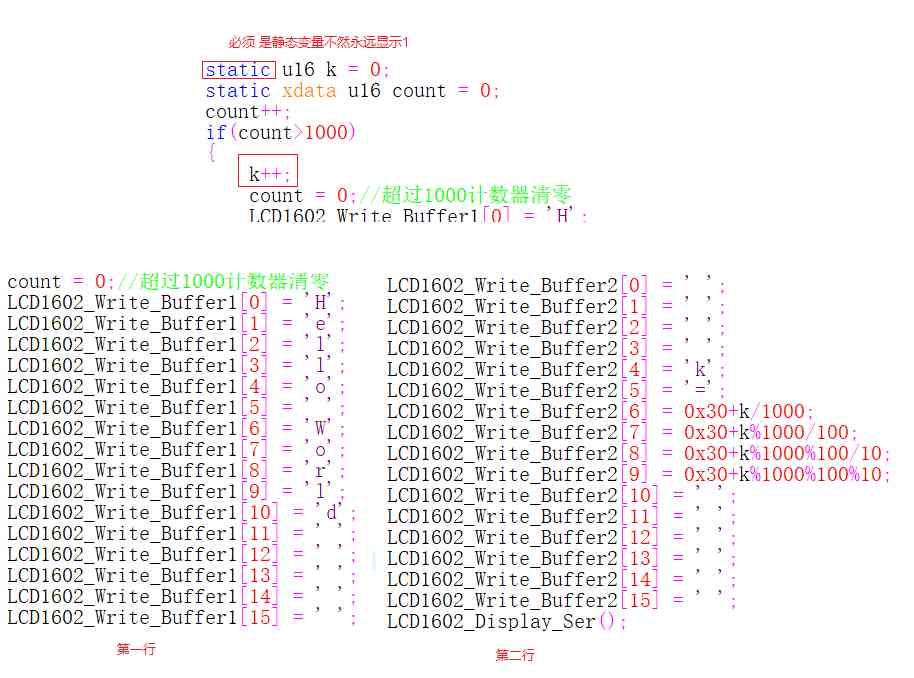 必须 是静态变量不然永远显示1
static u16 k = 0;
static xdata u16 count = 0;
count++;
if(count>1000)
{
k++;
count = 0;//超过1000计数器清零
LCD1602_Write_Buffer1[0] = 'H';
count = 0;//超过1000计数器清零
LCD1602_Write_Buffer1[0] = 'H';
LCD1602_Write_Buffer1[1] = 'e';
LCD1602_Write_Buffer1[2] = 'l';
LCD1602_Write_Buffer1[3] = 'l';
LCD1602_Write_Buffer1[4] = 'o';
LCD1602_Write_Buffer1[5] = ' ';
LCD1602_Write_Buffer1[6] = 'W';
LCD1602_Write_Buffer1[7] = 'o';
LCD1602_Write_Buffer1[8] = 'r';
LCD1602_Write_Buffer1[9] = 'l';
LCD1602_Write_Buffer1[10] = 'd';
LCD1602_Write_Buffer1[11] = ' ';
LCD1602_Write_Buffer1[12] = ' ';
LCD1602_Write_Buffer1[13] = ' ';
LCD1602_Write_Buffer1[14] = ' ';
LCD1602_Write_Buffer1[15] = ' ';
第一行
LCD1602_Write_Buffer2[0] = ' ';
LCD1602_Write_Buffer2[1] = ' ';
LCD1602_Write_Buffer2[2] = ' ';
LCD1602_Write_Buffer2[3] = ' ';
LCD1602_Write_Buffer2[4] = 'k';
LCD1602_Write_Buffer2[5] = '=';
LCD1602_Write_Buffer2[6] = 0x30+k/1000;
LCD1602_Write_Buffer2[7] = 0x30+k%1000/100;
LCD1602_Write_Buffer2[8] = 0x30+k%1000%100/10;
LCD1602_Write_Buffer2[9] = 0x30+k%1000%100%10;
LCD1602_Write_Buffer2[10] = ' ';
LCD1602_Write_Buffer2[11] = ' ';
LCD1602_Write_Buffer2[12] = ' ';
LCD1602_Write_Buffer2[13] = ' ';
LCD1602_Write_Buffer2[14] = ' ';
LCD1602_Write_Buffer2[15] = ' ';
LCD1602_Display_Ser();
第二行